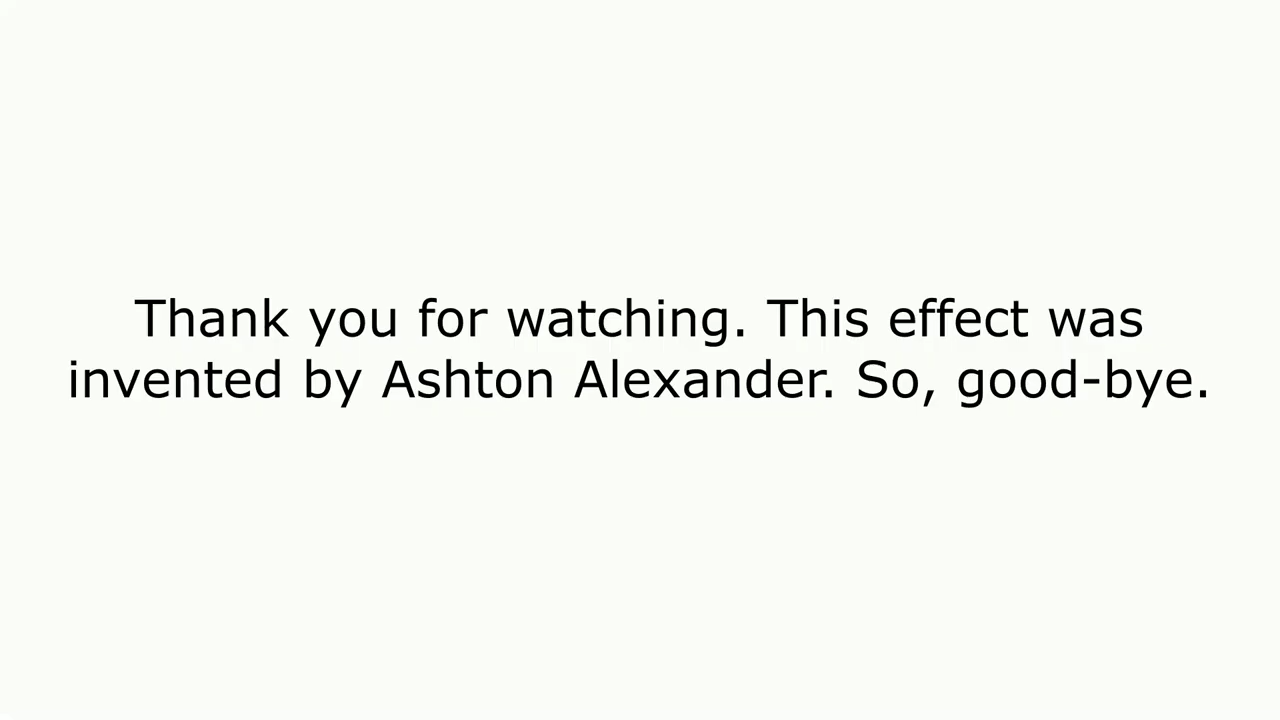 Thank you for watching. This effect was
invented by Ashton Alexander. So, good-bye.